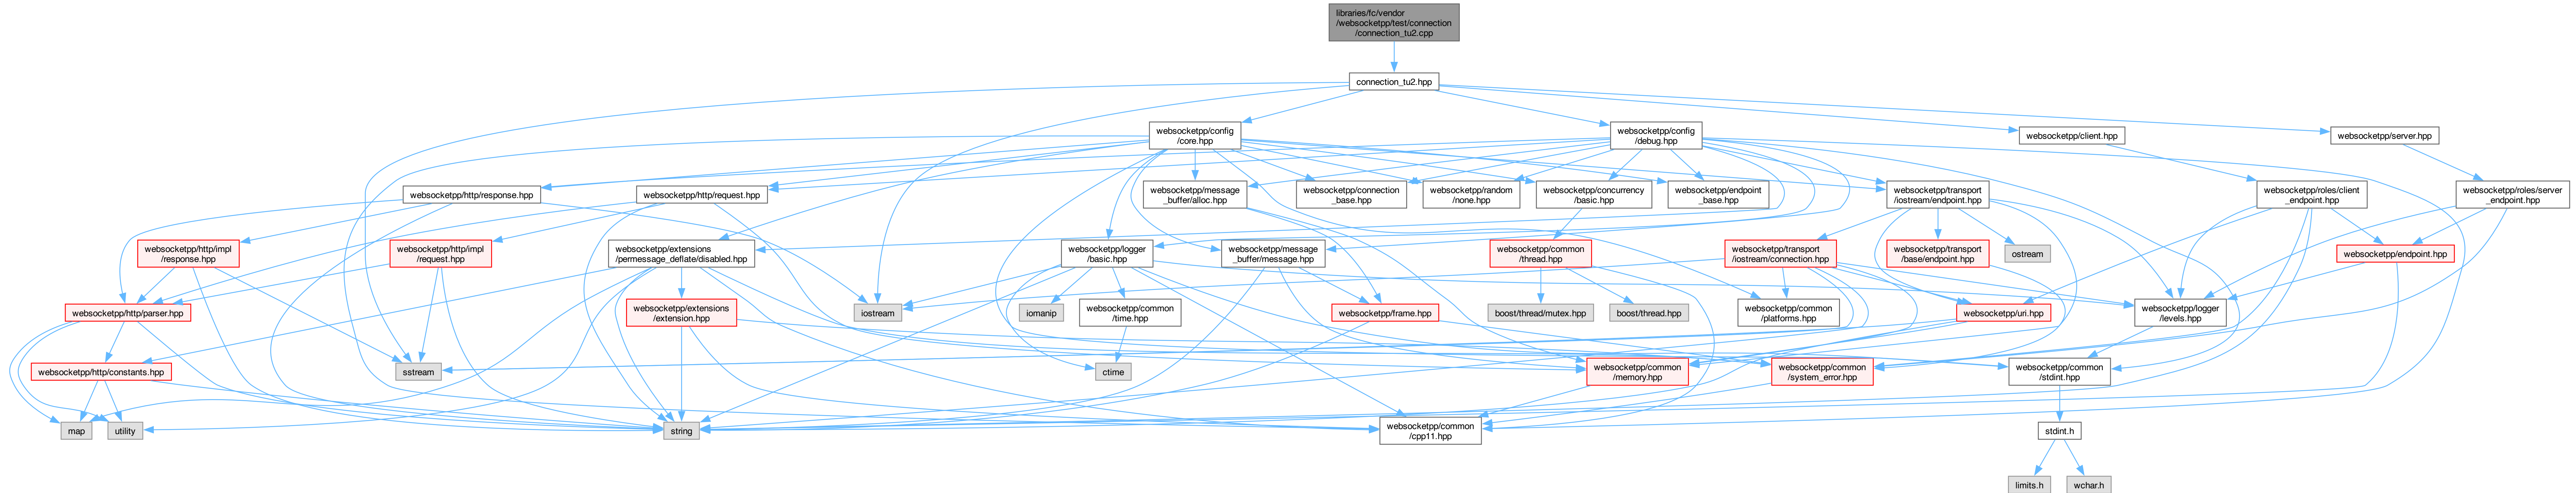 libraries/fc/vendor
/websocketpp/test/connection
/connection_tu2.cpp
connection_tu2.hpp
websocketpp/config
/core.hpp
websocketpp/config
/debug.hpp
websocketpp/client.hpp
websocketpp/server.hpp
websocketpp/http/response.hpp
websocketpp/http/request.hpp
websocketpp/message
_buffer/alloc.hpp
websocketpp/connection
_base.hpp
websocketpp/random
/none.hpp
websocketpp/concurrency
/basic.hpp
websocketpp/endpoint
_base.hpp
websocketpp/transport
/iostream/endpoint.hpp
websocketpp/roles/client
_endpoint.hpp
websocketpp/roles/server
_endpoint.hpp
websocketpp/http/impl
/response.hpp
websocketpp/http/impl
/request.hpp
websocketpp/extensions
/permessage_deflate/disabled.hpp
websocketpp/logger
/basic.hpp
websocketpp/message
_buffer/message.hpp
websocketpp/common
/thread.hpp
websocketpp/transport
/iostream/connection.hpp
websocketpp/transport
/base/endpoint.hpp
ostream
websocketpp/endpoint.hpp
websocketpp/http/parser.hpp
websocketpp/extensions
/extension.hpp
iostream
iomanip
websocketpp/common
/time.hpp
websocketpp/frame.hpp
boost/thread/mutex.hpp
boost/thread.hpp
websocketpp/common
/platforms.hpp
websocketpp/uri.hpp
websocketpp/logger
/levels.hpp
websocketpp/http/constants.hpp
sstream
ctime
websocketpp/common
/memory.hpp
websocketpp/common
/system_error.hpp
websocketpp/common
/stdint.hpp
map
utility
string
websocketpp/common
/cpp11.hpp
stdint.h
limits.h
wchar.h